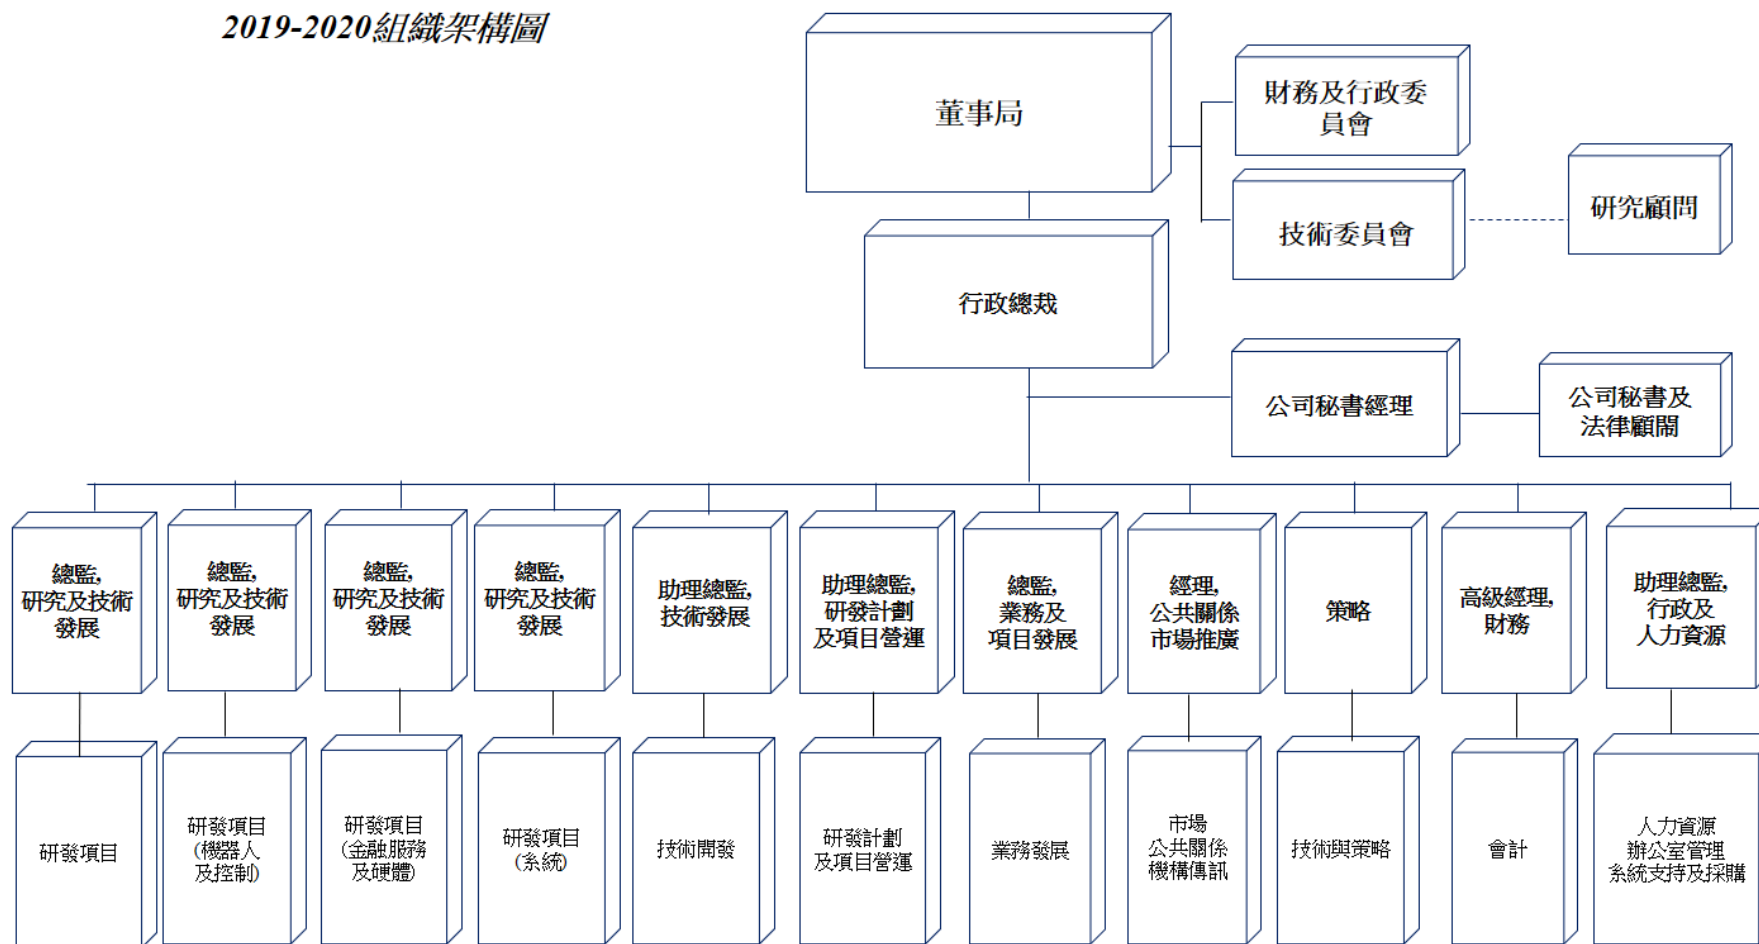 2019-2020組織架構圖
董事局
財務及行政委
員會
技術委員會
研究顧問
行政總裁
公司秘書經理
公司秘書及
法律顧鬧
總監,
研究及技術
發展
總監,
研究及技術
發展
總監,
研究及技術
發展
總監,
研究及技術
發展
助理總監,
技術發展
助理總監,
研發計劃
及項目營運
總監,
業務及
項目發展
經理,
公共關係
市場推廣
策略
高級經理,
財務
助理總監,
行政及
人力資源
研發項目
研發項目
(機器人
及控制)
研發項目
(金融服務
及硬體)
研發項目
(系統)
技術開發
研發計劃
及項目營運
業務發展
市場
公共關係
機構傳訊
技術與策略
會計
人力資源
辦公室管理
系統支持及採購